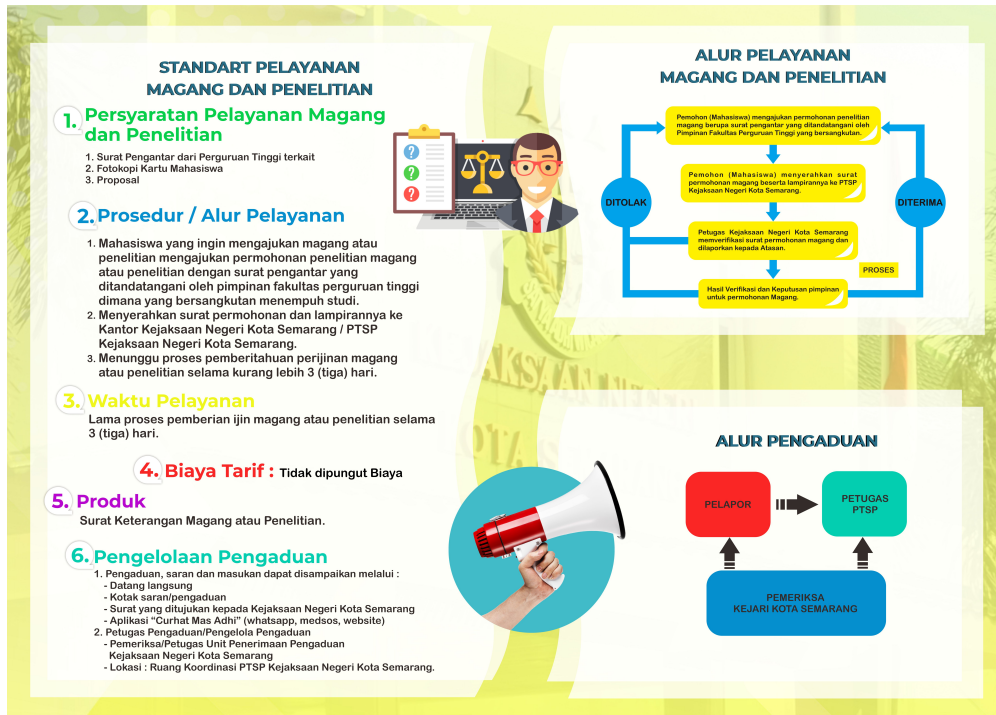 STANDART PELAYANAN
MAGANG DAN PENELITIAN
1. Persyaratan Pelayanan Magang
dan Penelitian
1. Surat Pengantar dari Perguruan Tinggi terkait
2. Fotokopi Kartu Mahasiswa
3. Proposal
2. Prosedur / Alur Pelayanan
1. Mahasiswa yang ingin mengajukan magang atau
penelitian mengajukan permohonan penelitian magang
atau penelitian dengan surat pengantar yang
ditandatangani oleh pimpinan fakultas perguruan tinggi
dimana yang bersangkutan menempuh studi.
2. Menyerahkan surat permohonan dan lampirannya ke
Kantor Kejaksaan Negeri Kota Semarang / PTSP
Kejaksaan Negeri Kota Semarang.
3. Menunggu proses pemberitahuan perijinan magang
atau penelitian selama kurang lebih 3 (tiga) hari.
3. Waktu Pelayanan
Lama proses pemberian ijin magang atau penelitian selama
3 (tiga) hari.
4. Biaya Tarif : Tidak dipungut Biaya
5. Produk
Surat Keterangan Magang atau Penelitian.
6. Pengelolaan Pengaduan
1. Pengaduan, saran dan masukan dapat disampaikan melalui :
- Datang langsung
- Kotak saran/pengaduan
- Surat yang ditujukan kepada Kejaksaan Negeri Kota Semarang
- Aplikasi “Curhat Mas Adhi” (whatsapp, medsos, website)
2. Petugas Pengaduan/Pengelola Pengaduan
- Pemeriksa/Petugas Unit Penerimaan Pengaduan
Kejaksaan Negeri Kota Semarang
- Lokasi : Ruang Koordinasi PTSP Kejaksaan Negeri Kota Semarang.
ALUR PELAYANAN
MAGANG DAN PENELITIAN
Pemohon (Mahasiswa) mengajukan permohonan penelitian
magang berupa surat pengantar yang ditandatangani oleh
Pimpinan Fakultas Perguruan Tinggi yang bersangkutan.
Pemohon (Mahasiswa) menyerahkan surat
permohonan magang beserta lampirannya ke PTSP
Kejaksaan Negeri Kota Semarang.
DITOLAK
DITERIMA
Petugas Kejaksaan Negeri Kota Semarang
memverifikasi surat permohonan magang dan
dilaporkan kepada Atasan.
PROSES
Hasil Verifikasi dan Keputusan pimpinan
untuk permohonan Magang.
ALUR PENGADUAN
PELAPOR
PETUGAS
PTSP
PEMERIKSA
KEJARI KOTA SEMARANG